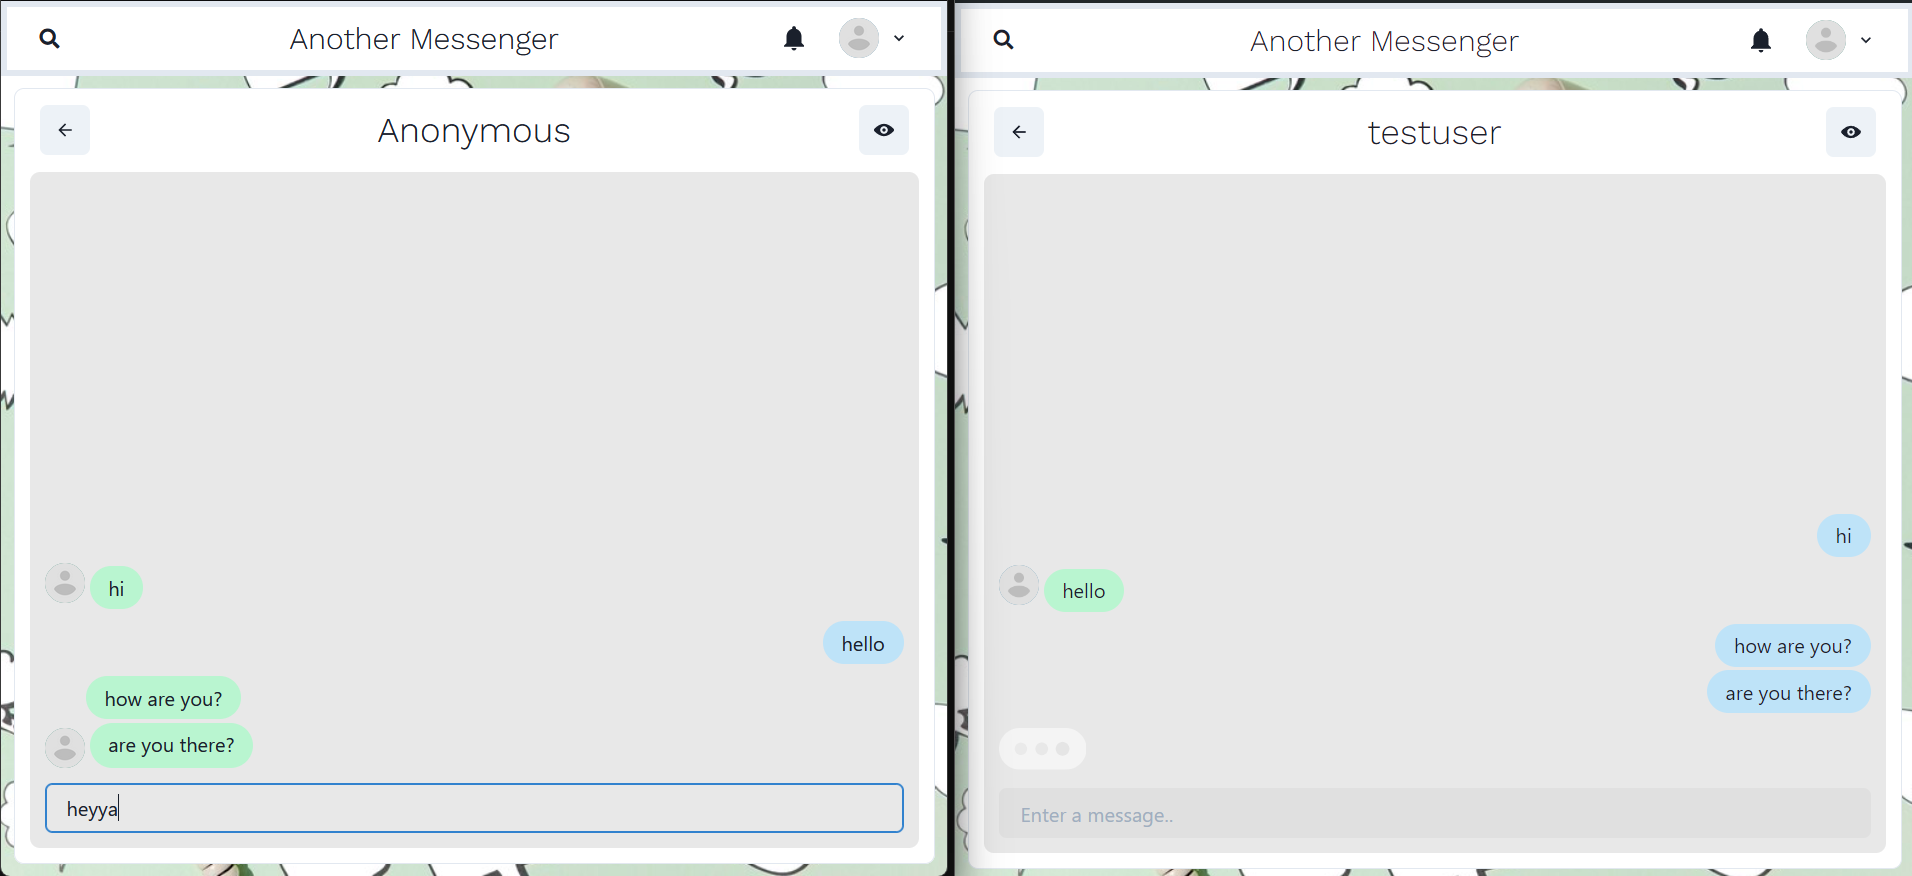 Another Messenger
Anonymous
hi
hello
how are you?
are you there?
heyya
Another Messenger
testuser
hi
hello
how are you?
are you there?
Enter a message..